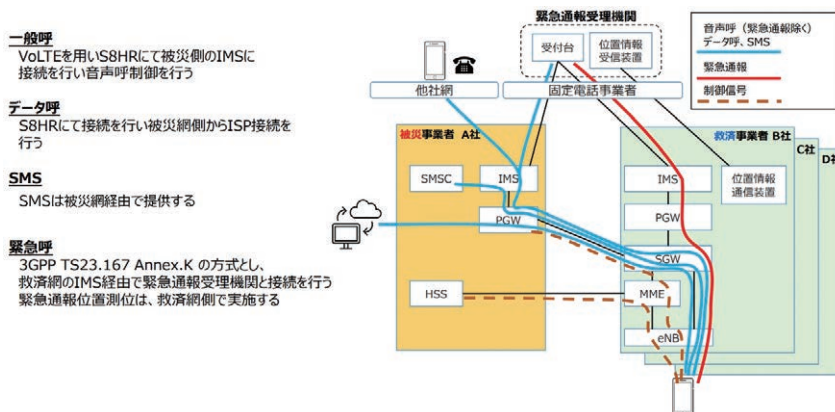 一般呼
VoLTEを用いS8HRにて被災側のIMSに
接続を行い音声呼制御を行う
データ呼
S8HRにて接続を行い被災網側からISP接続を
行う
SMS
SMSは被災網経由で提供する
緊急呼
3GPP TS23.167 Annex.K の方式とし、
救済網のIMS経由で緊急通報受理機関と接続を行う
緊急通報位置測位は、救済網側で実施する
緊急通報受理機関
受付台
位置情報
受信装置
他社網
固定電話事業者
音声呼（緊急通報除く）
データ呼、SMS
緊急通報
制御信号
被災事業者 A社
SMSC
IMS
PGW
HSS
救済事業者 B社
C社
D社
IMS
位置情報
通信装置
PGW
SGW
MME
eNB